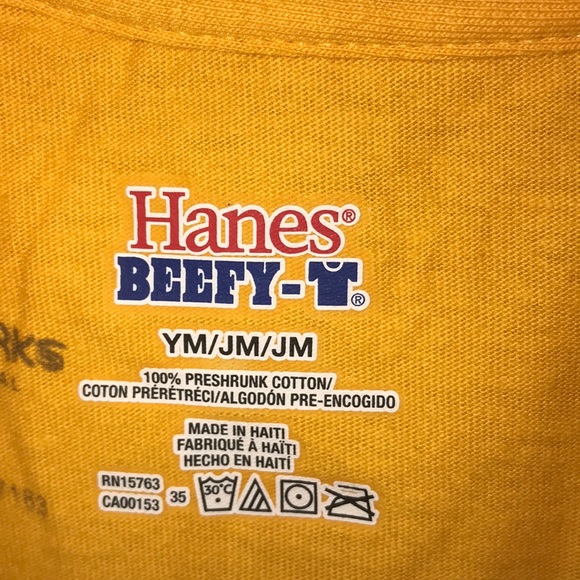 Hanes®
BEEFY-T®
YM/JM/JM
100% PRESHRUNK COTTON/
COTON PRÉRÉTRÉCI/ALGODÓN PRE-ENCOGIDO
MADE IN HAITI
FABRIQUÉ À HAÏTI
HECHO EN HAITÍ
RN15763
CA00153
35
30°C